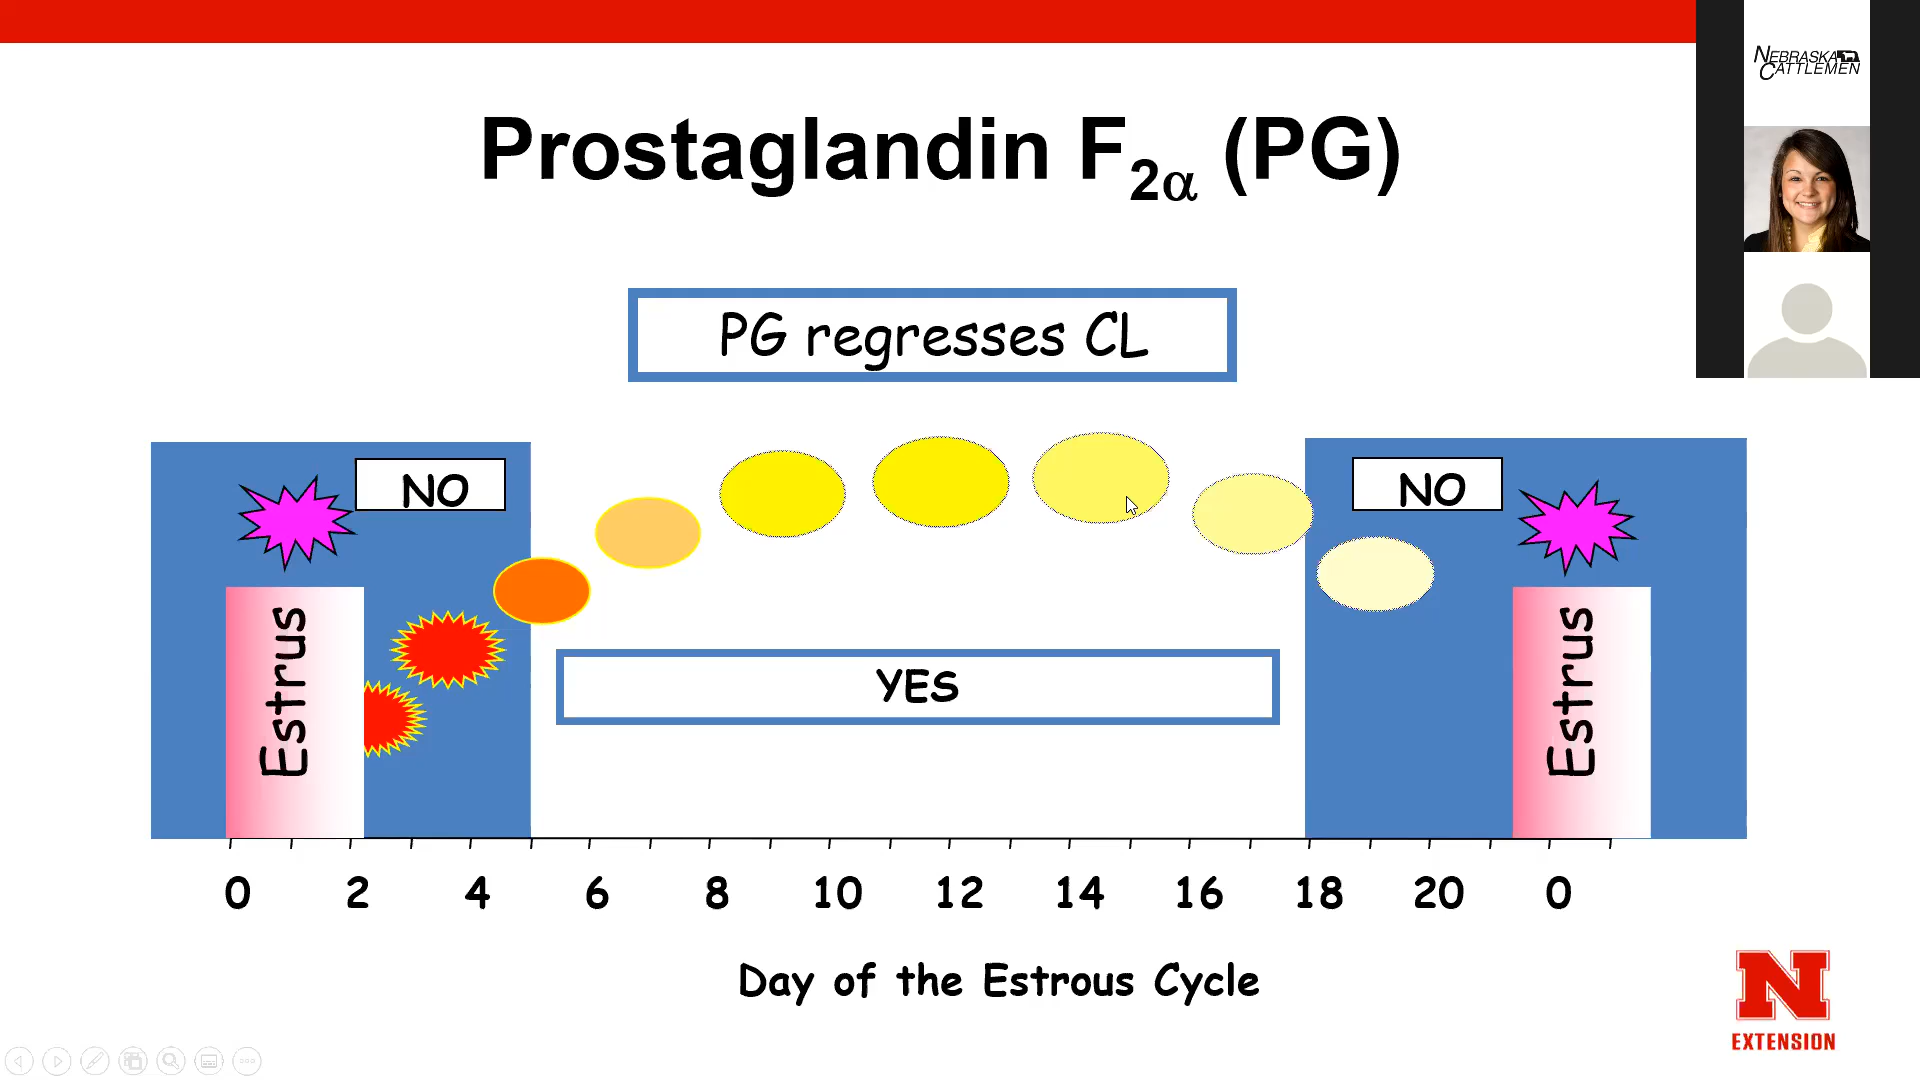 NEBRASKA
CATTLEMEN
Prostaglandin F2α (PG)
PG regresses CL
NO
NO
Estrus
YES
Estrus
0 2 4 6 8 10 12 14 16 18 20 0
Day of the Estrous Cycle
N
EXTENSION